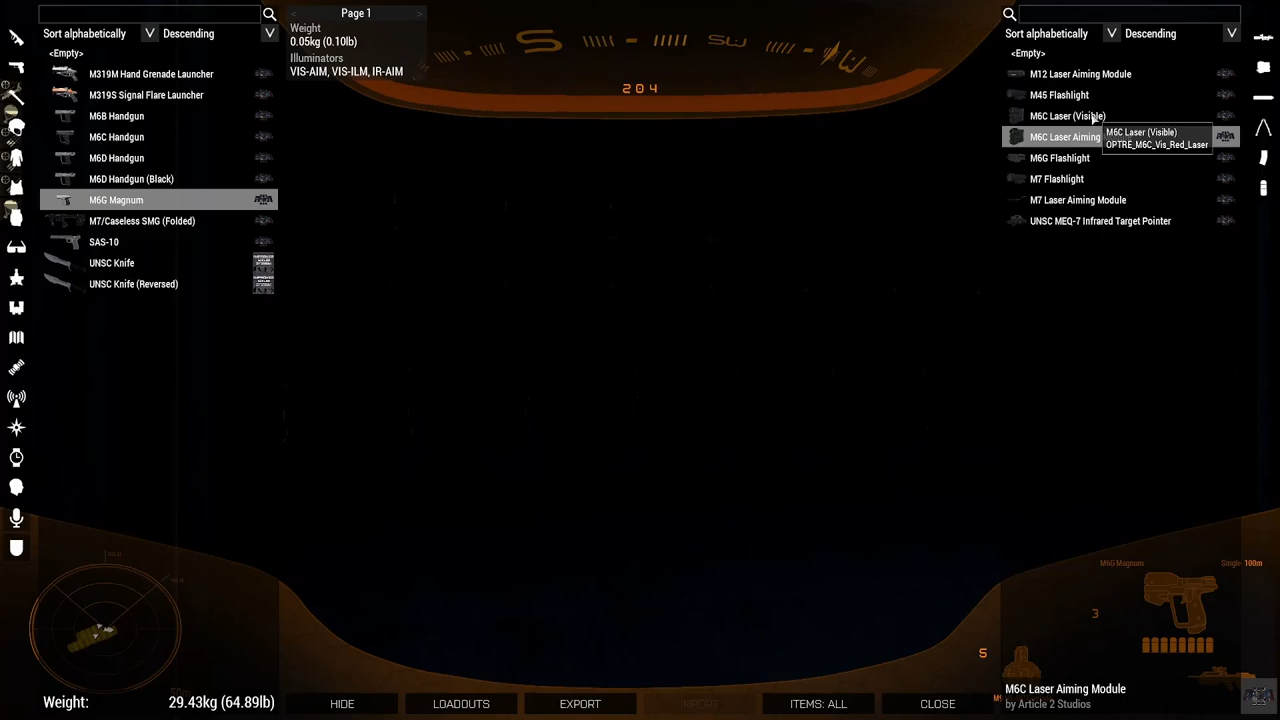 Sort alphabetically
Descending
<Empty>
M319M Hand Grenade Launcher
M319S Signal Flare Launcher
M6B Handgun
M6C Handgun
M6D Handgun
M6D Handgun (Black)
M6G Magnum
M7/Caseless SMG (Folded)
SAS-10
UNSC Knife
UNSC Knife (Reversed)
Weight:
29.43kg (64.89lb)
< Page 1 >
Weight
0.05kg (0.10lb)
Illuminators
VIS-AIM, VIS-ILM, IR-AIM
S SW W
204
Sort alphabetically
Descending
<Empty>
M12 Laser Aiming Module
M45 Flashlight
M6C Laser (Visible)
M6C Laser Aiming
M6C Laser (Visible)
OPTRE_M6C_Vis_Red_Laser
M6G Flashlight
M7 Flashlight
M7 Laser Aiming Module
UNSC MEQ-7 Infrared Target Pointer
M6G Magnum
Single 100m
3
S
M6C Laser Aiming Module
by Article 2 Studios
HIDE
LOADOUTS
EXPORT
IMPORT
ITEMS: ALL
CLOSE